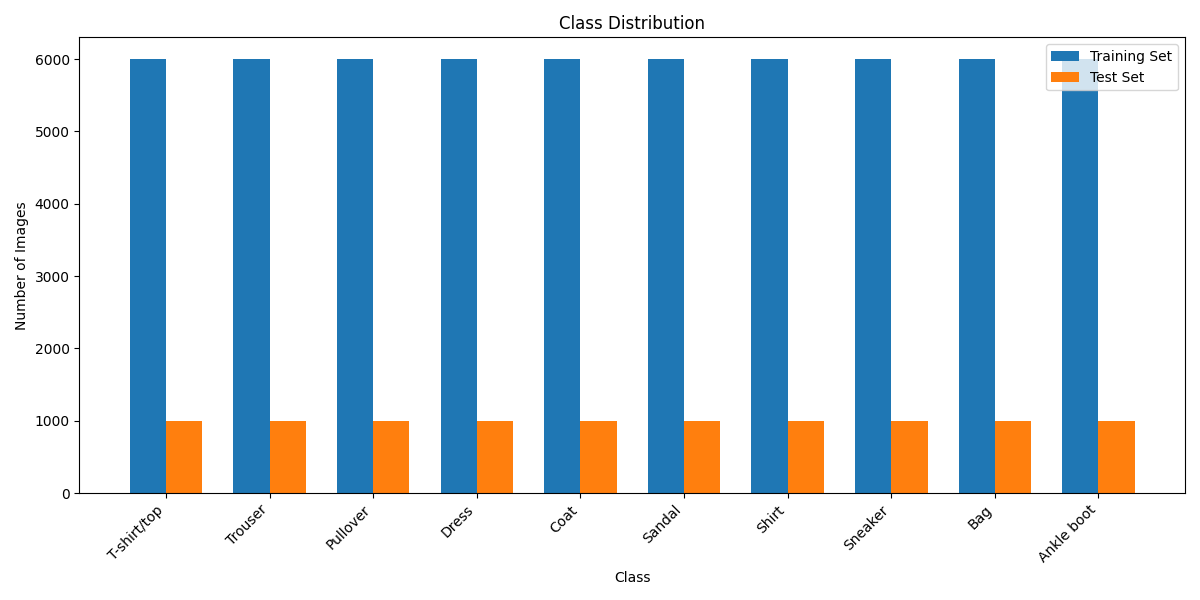 Class Distribution
Training Set
Test Set
Number of Images
6000
5000
4000
3000
2000
1000
0
T-shirt/top
Trouser
Pullover
Dress
Coat
Sandal
Shirt
Sneaker
Bag
Ankle boot
Class